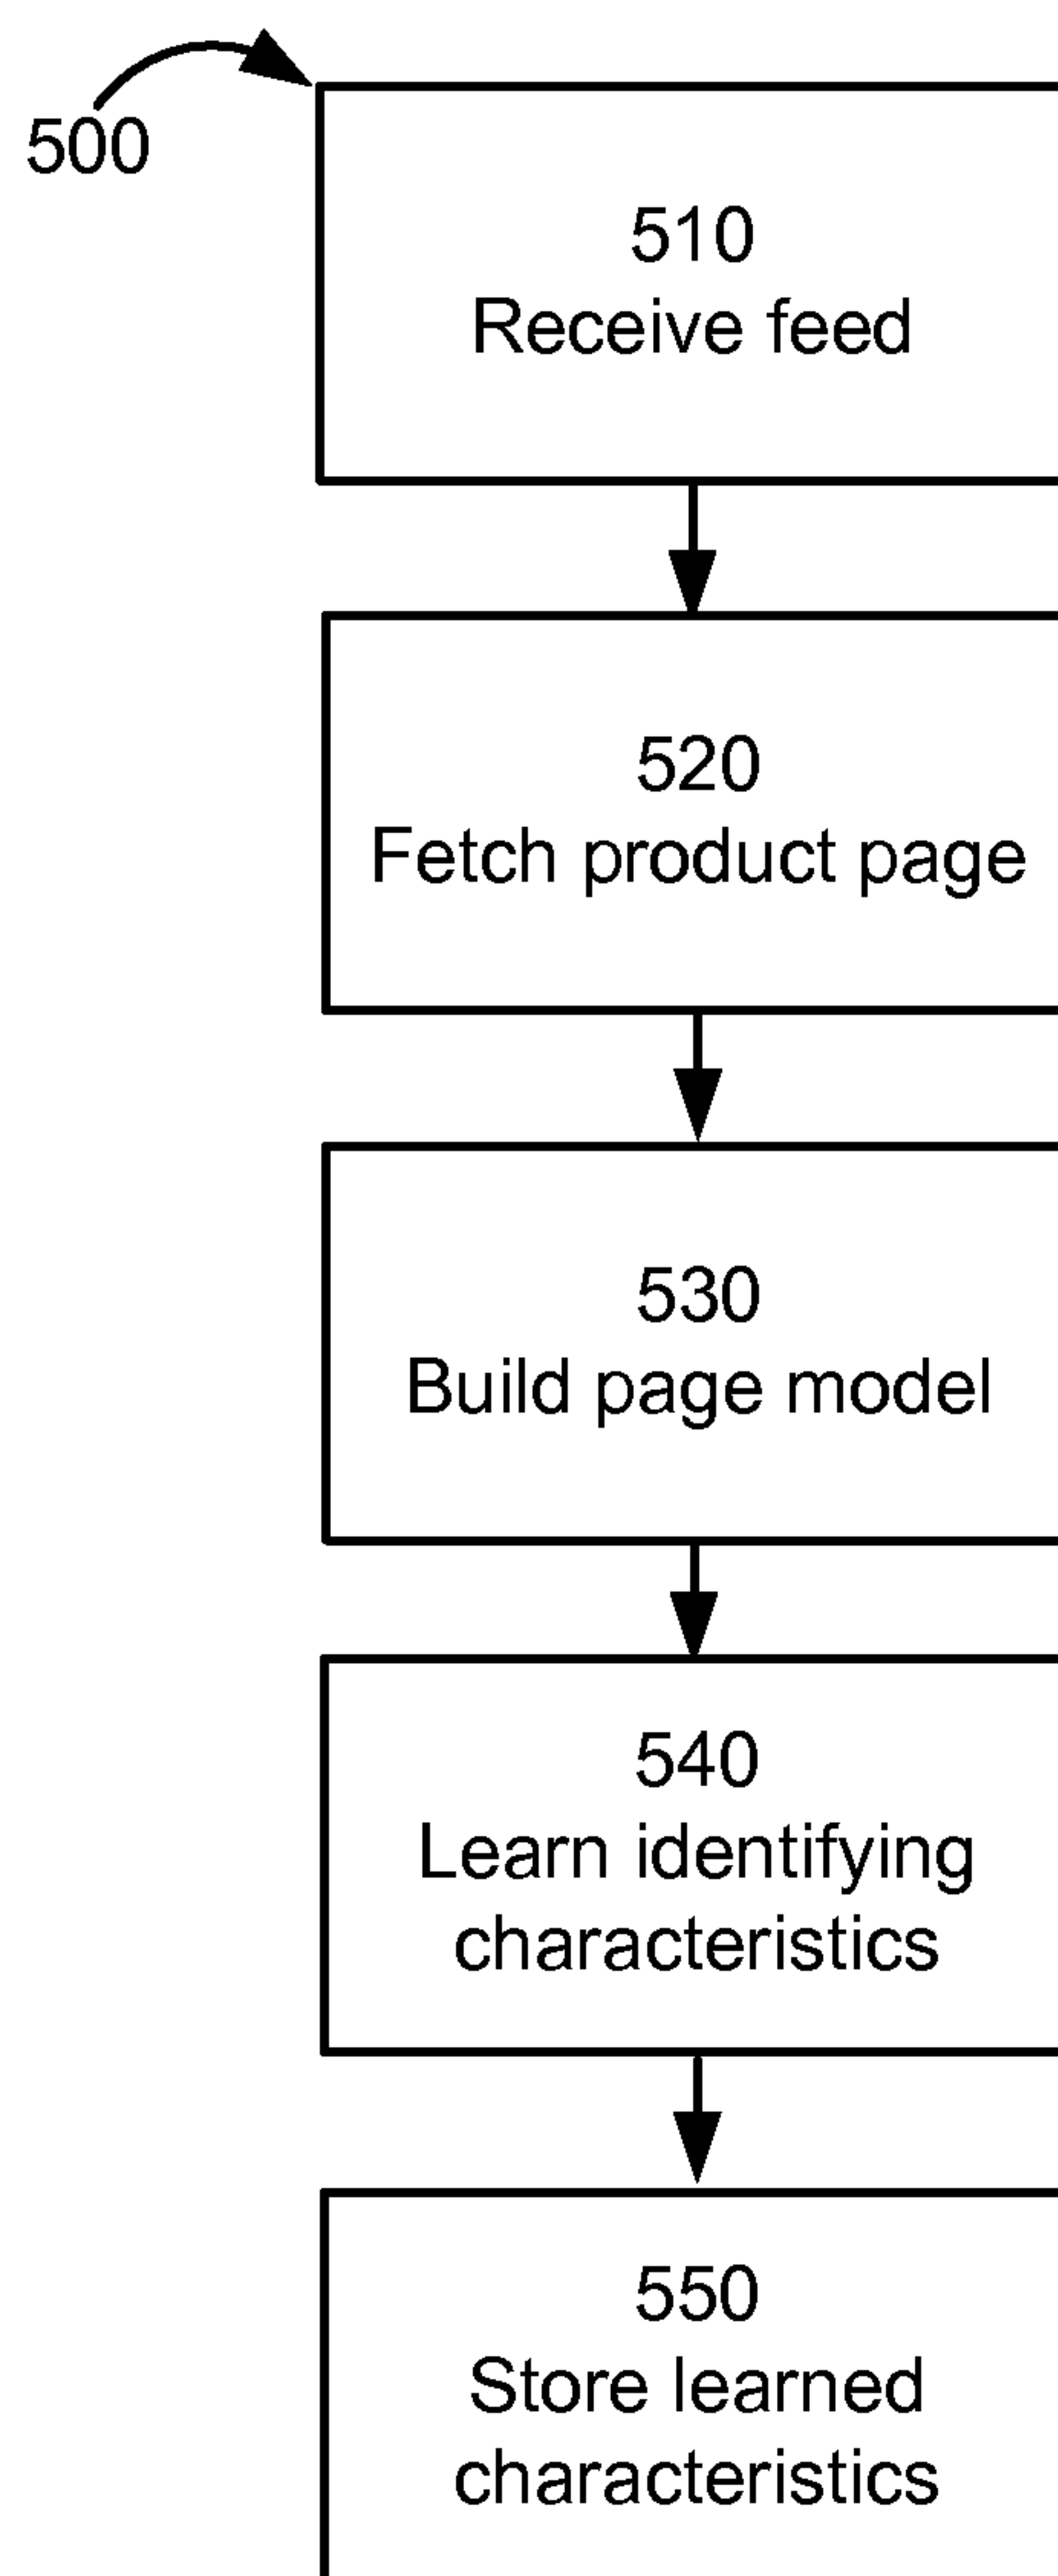 500
510
Receive feed
520
Fetch product page
530
Build page model
540
Learn identifying
characteristics
550
Store learned
characteristics